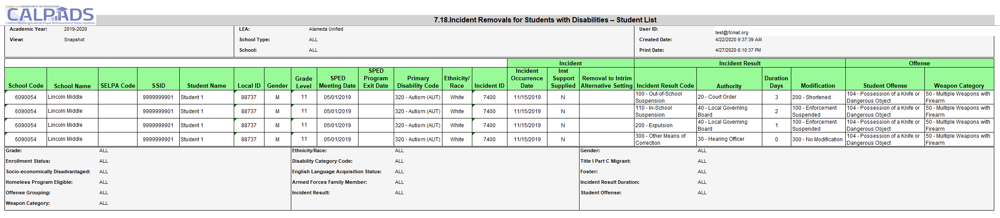 California DEPARTMENT OF EDUCATION
CALPADS
California Longitudinal Pupil Achievement Data System
7.18.Incident Removals for Students with Disabilities – Student List
Academic Year: 2019-2020 LEA: Alameda Unified User ID: test@fcmat.org
View: Snapshot School Type: ALL Created Date: 4/22/2020 9:37:39 AM
School: ALL Print Date: 4/27/2020 6:10:37 PM
Incident Incident Result Offense
School Code School Name SELPA Code SSID Student Name Local ID Gender Grade Level SPED Meeting Date SPED Program Exit Date Primary Disability Code Ethnicity/ Race Incident ID Incident Occurrence Date Inst Support Supplied Removal to Intrim Alternative Setting Incident Result Code Authority Duration Days Modification Student Offense Weapon Category
6090054 Lincoln Middle 9999999901 Student 1 88737 M 11 05/01/2019 320 - Autism (AUT) White 7400 11/15/2019 N 100 - Out-of-School Suspension 20 - Court Order 3 200 - Shortened 104 - Possession of a Knife or Dangerous Object 50 - Multiple Weapons with Firearm
6090054 Lincoln Middle 9999999901 Student 1 88737 M 11 05/01/2019 320 - Autism (AUT) White 7400 11/15/2019 N 110 - In-School Suspension 40 - Local Governing Board 2 100 - Enforcement Suspended 104 - Possession of a Knife or Dangerous Object 50 - Multiple Weapons with Firearm
6090054 Lincoln Middle 9999999901 Student 1 88737 M 11 05/01/2019 320 - Autism (AUT) White 7400 11/15/2019 N 200 - Expulsion 40 - Local Governing Board 1 100 - Enforcement Suspended 104 - Possession of a Knife or Dangerous Object 50 - Multiple Weapons with Firearm
6090054 Lincoln Middle 9999999901 Student 1 88737 M 11 05/01/2019 320 - Autism (AUT) White 7400 11/15/2019 N 300 - Other Means of Correction 30 - Hearing Officer 0 300 - No Modification 104 - Possession of a Knife or Dangerous Object 50 - Multiple Weapons with Firearm
Grade: ALL Ethnicity/Race: ALL Gender: ALL
Enrollment Status: ALL Disability Category Code: ALL Title I Part C Migrant: ALL
Socio-economically Disadvantaged: ALL English Language Acquisition Status: ALL Foster: ALL
Homeless Program Eligible: ALL Armed Forces Family Member: ALL Incident Result Duration: ALL
Offense Grouping: ALL Incident Result: ALL Student Offense: ALL
Weapon Category: ALL